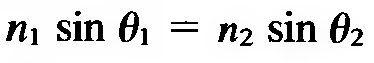 n₁ sin θ₁ = n₂ sin θ₂